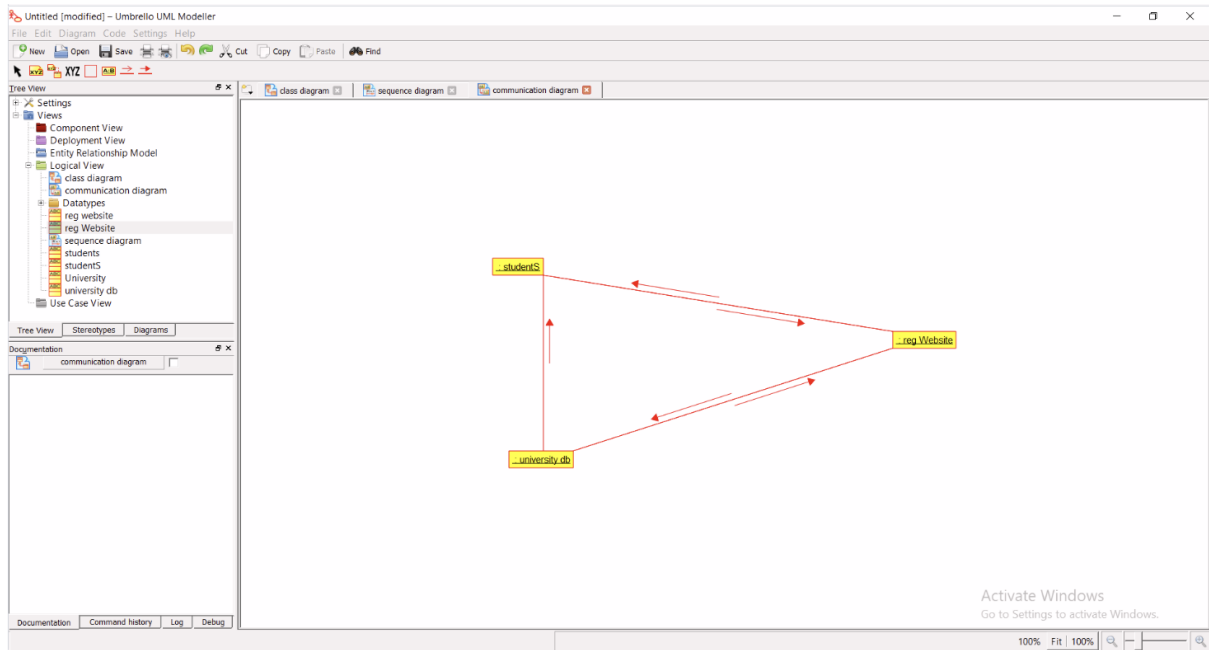 Untitled [modified] – Umbrello UML Modeller
File Edit Diagram Code Settings Help
New Open Save Cut Copy Paste Find
XYZ XYZ A:B
Tree View
class diagram sequence diagram communication diagram
Settings
Views
Component View
Deployment View
Entity Relationship Model
Logical View
class diagram
communication diagram
Datatypes
reg website
reg Website
sequence diagram
students
studentS
University
university db
Use Case View
Tree View Stereotypes Diagrams
Documentation
communication diagram
: studentS
: reg Website
: university db
Activate Windows
Go to Settings to activate Windows.
Documentation Command history Log Debug
100% Fit 100%